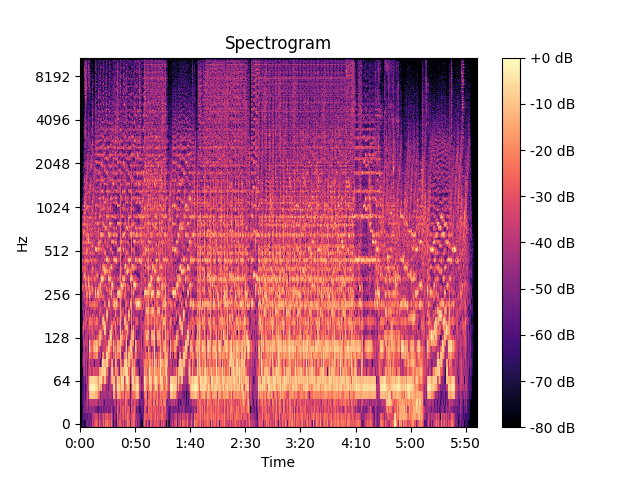 Spectrogram
8192
4096
2048
1024
512
256
128
64
0
Hz
0:00
0:50
1:40
2:30
3:20
4:10
5:00
5:50
Time
+0 dB
-10 dB
-20 dB
-30 dB
-40 dB
-50 dB
-60 dB
-70 dB
-80 dB